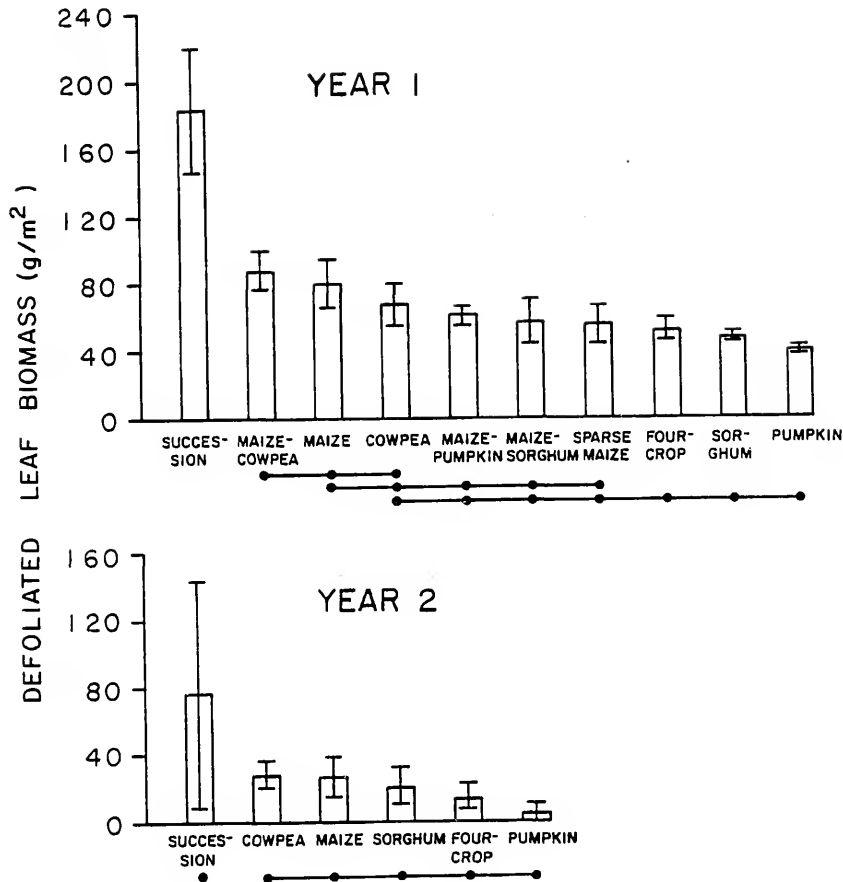 DEFOLIATED LEAF BIOMASS (g/m²)
YEAR 1
240
200
160
120
80
40
0
SUCCES-
SION
MAIZE-
COWPEA
MAIZE
COWPEA
MAIZE-
PUMPKIN
MAIZE-
SORGHUM
SPARSE
MAIZE
FOUR-
CROP
SOR-
GHUM
PUMPKIN
YEAR 2
160
120
80
40
0
SUCCES-
SION
COWPEA
MAIZE
SORGHUM
FOUR-
CROP
PUMPKIN